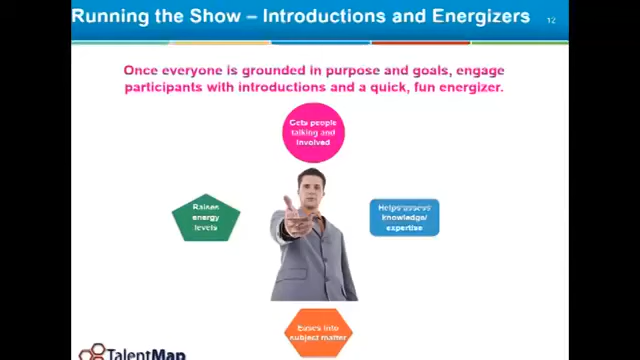 Running the Show – Introductions and Energizers
12
Once everyone is grounded in purpose and goals, engage
participants with introductions and a quick, fun energizer.
Gets people
talking and
involved
Raises
energy
levels
Helps assess
knowledge/
expertise
Eases into
subject matter
TalentMap